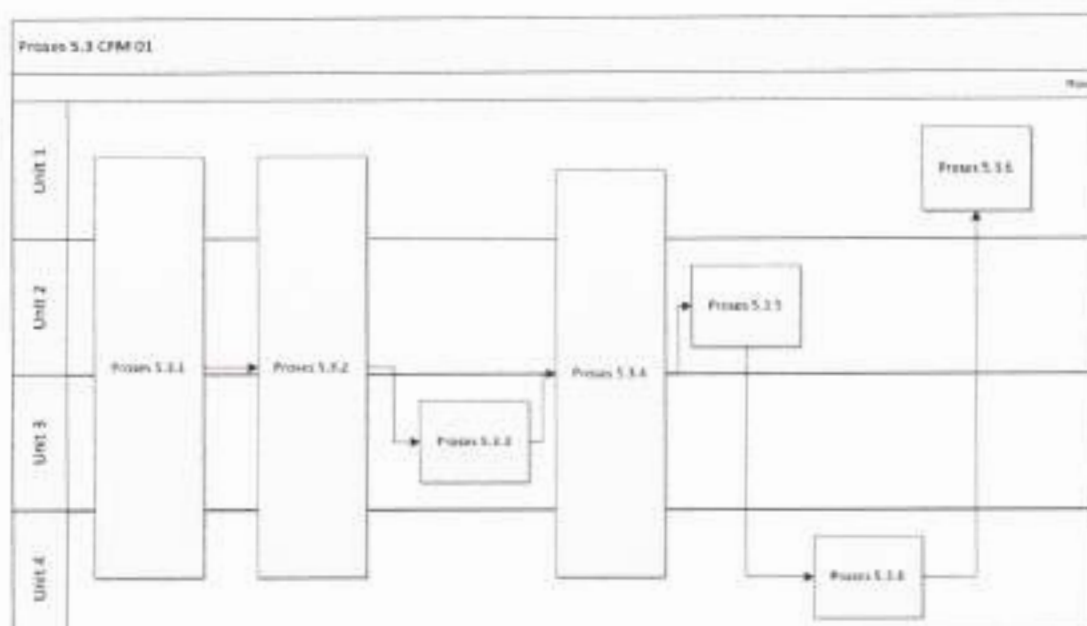 Proses 5.3 CPM 01
Unit 1
Proses 5.3.6
Unit 2
Proses 5.3.5
Proses 5.3.1
Proses 5.3.2
Proses 5.3.4
Unit 3
Proses 5.3.3
Unit 4